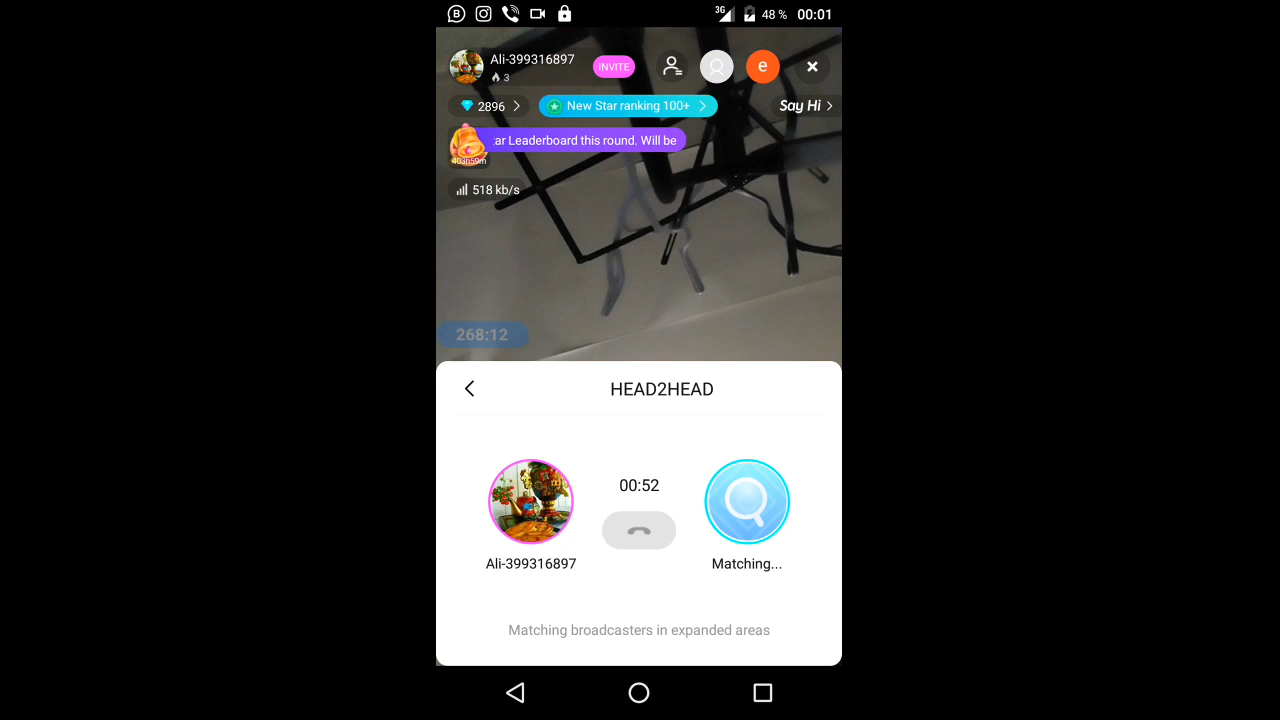 3G 48 % 00:01
Ali-399316897
3
INVITE
e
2896
New Star ranking 100+
Say Hi
ar Leaderboard this round. Will be
403h59m
518 kb/s
268:12
HEAD2HEAD
00:52
Ali-399316897
Matching...
Matching broadcasters in expanded areas